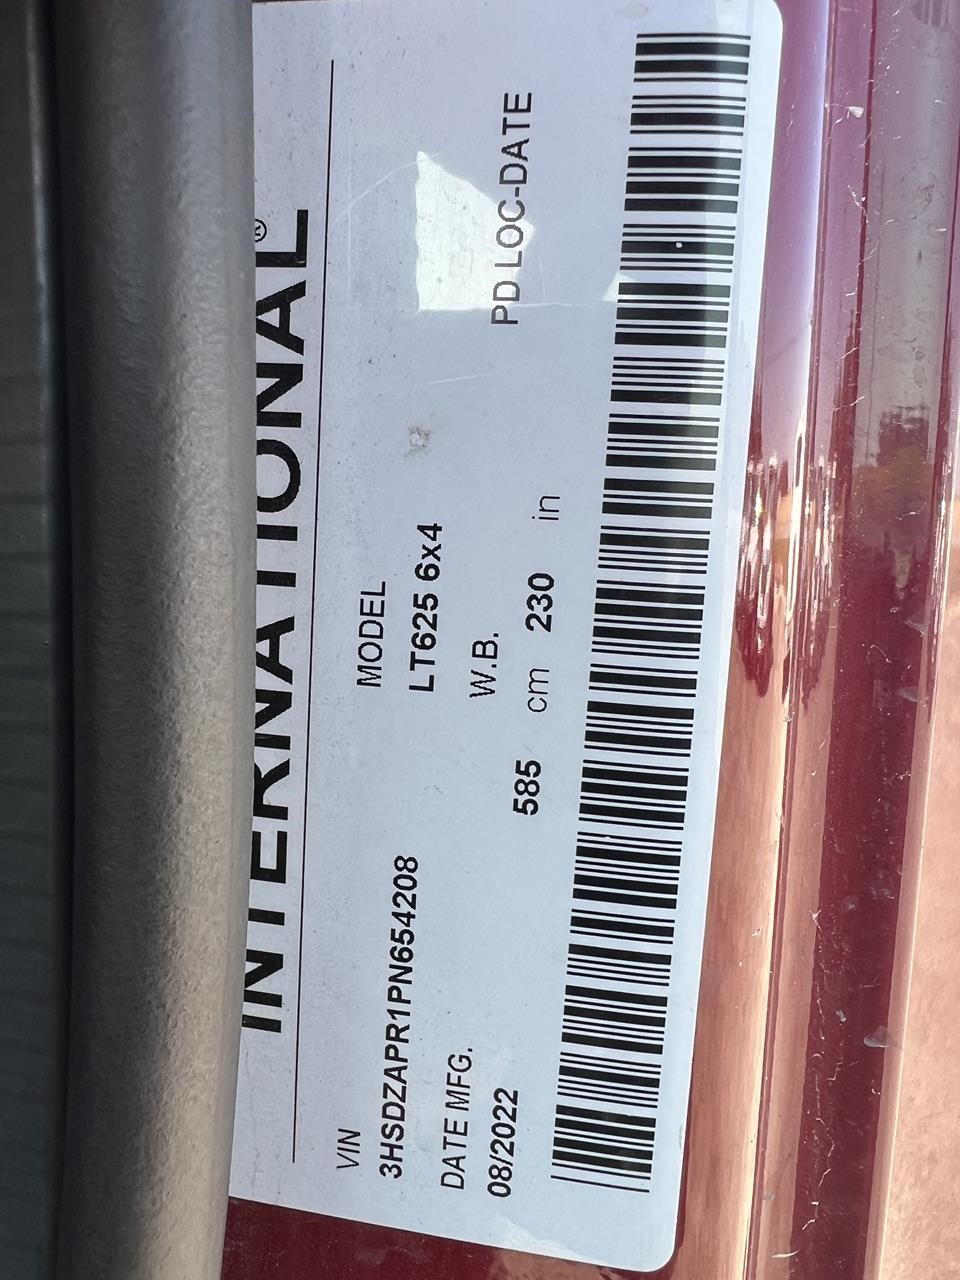 INTERNATIONAL®
VIN
3HSDZAPR1PN654208
MODEL
LT625 6x4
DATE MFG.
08/2022
W.B.
585 cm 230 in
PD LOC-DATE